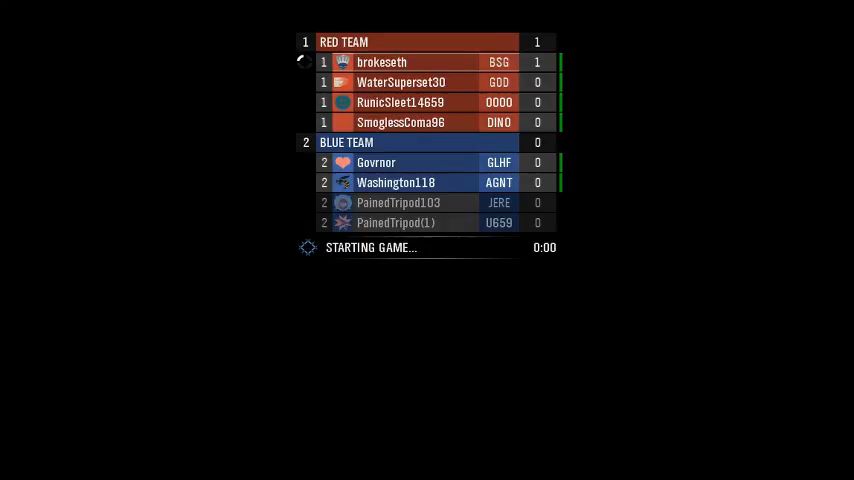 1 RED TEAM 1
1 brokeseth BSG 1
1 WaterSuperset30 GOD 0
1 RunicSleet14659 OOOO 0
1 SmoglessComa96 DINO 0
2 BLUE TEAM 0
2 Govrnor GLHF 0
2 Washington118 AGNT 0
2 PainedTripod103 JERE 0
2 PainedTripod(1) U659 0
STARTING GAME... 0:00